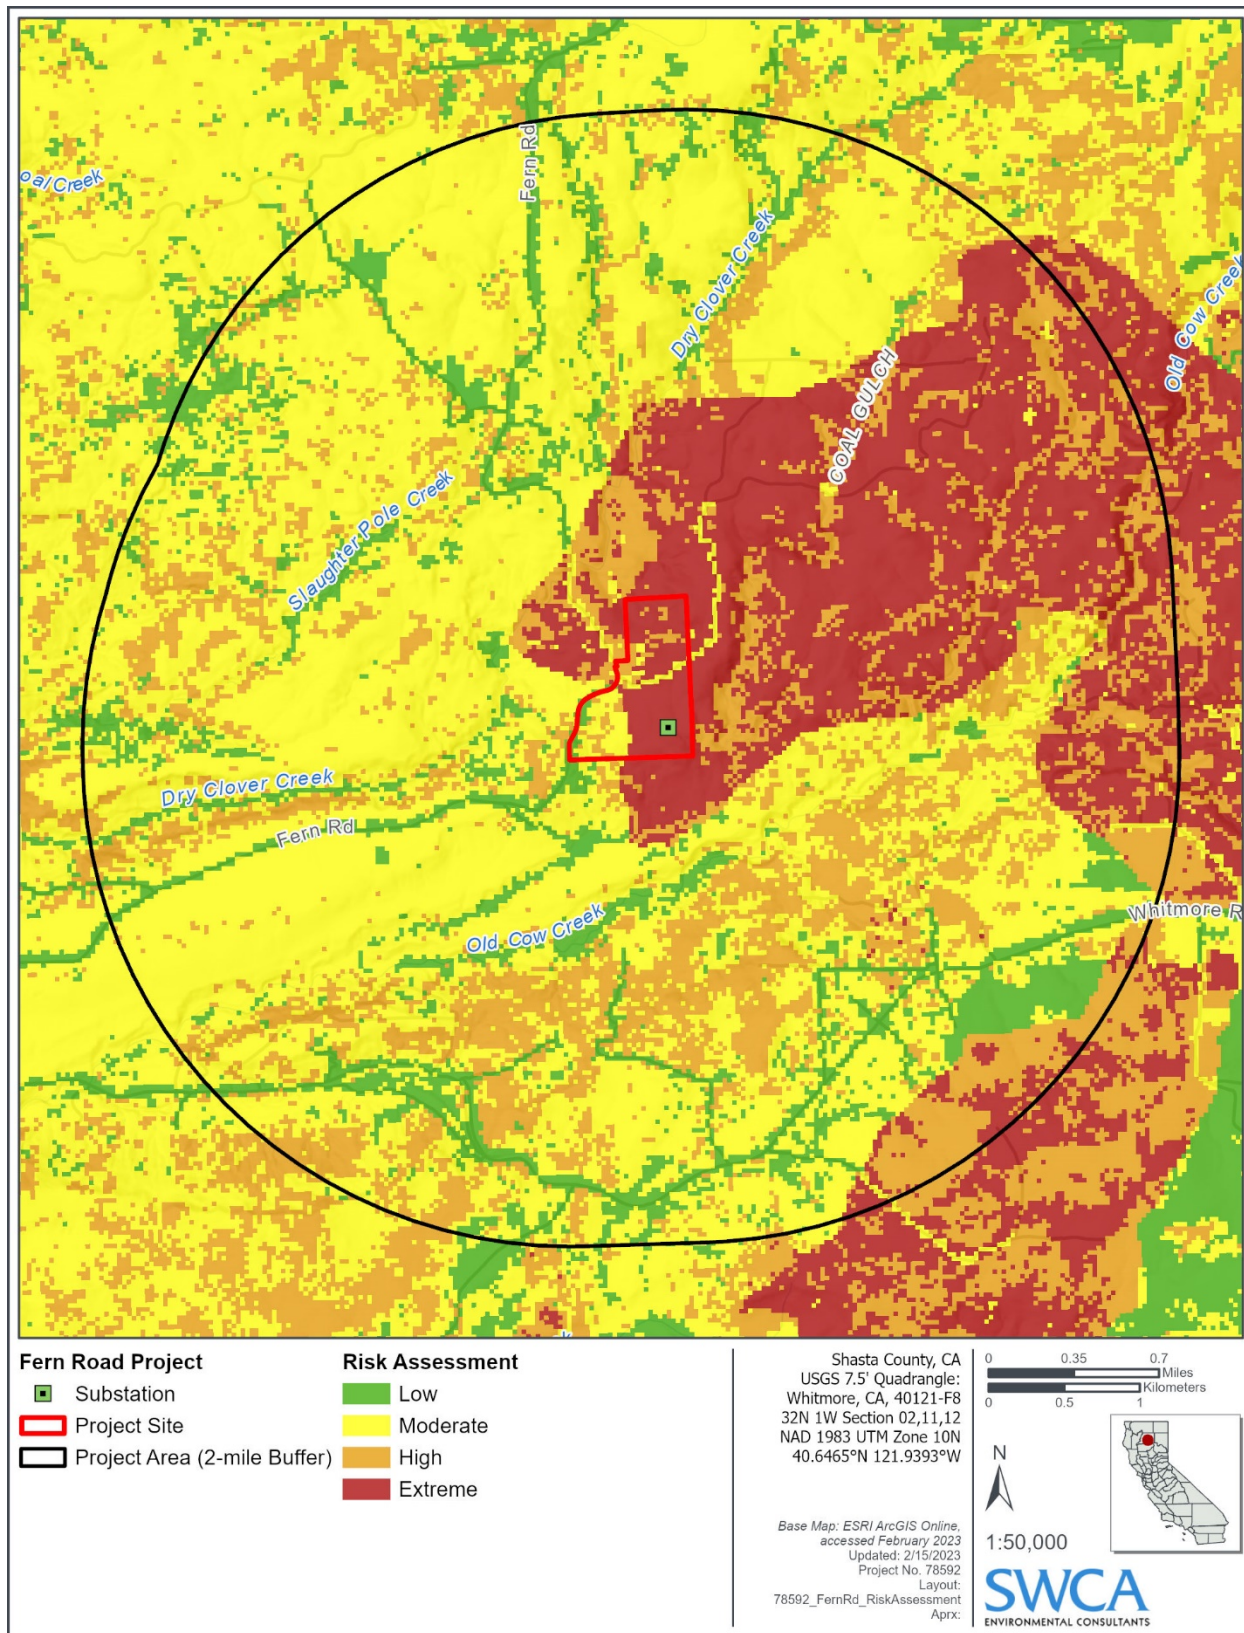 oal Creek
Fern Rd
Dry Clover Creek
Old Cow Creek
COAL GULCH
Slaughter Pole Creek
Dry Clover Creek
Fern Rd
Old Cow Creek
Whitmore R
Fern Road Project
Substation
Project Site
Project Area (2-mile Buffer)
Risk Assessment
Low
Moderate
High
Extreme
Shasta County, CA
USGS 7.5' Quadrangle:
Whitmore, CA, 40121-F8
32N 1W Section 02,11,12
NAD 1983 UTM Zone 10N
40.6465°N 121.9393°W
Base Map: ESRI ArcGIS Online,
accessed February 2023
Updated: 2/15/2023
Project No. 78592
Layout:
78592_FernRd_RiskAssessment
Aprx:
0 0.35 0.7
Miles
Kilometers
0 0.5 1
N
1:50,000
SWCA
ENVIRONMENTAL CONSULTANTS